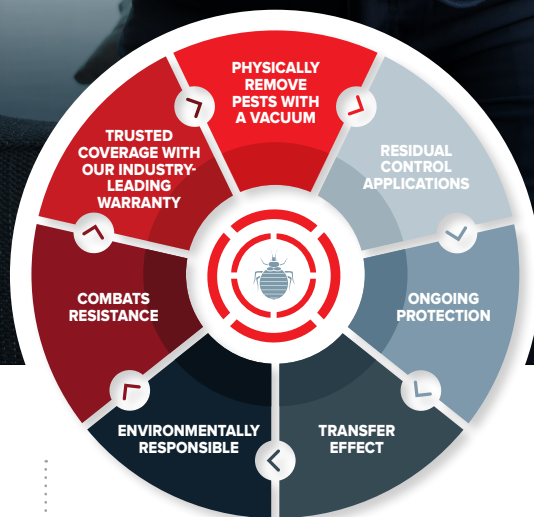 PHYSICALLY
REMOVE
PESTS WITH
A VACUUM
RESIDUAL
CONTROL
APPLICATIONS
ONGOING
PROTECTION
TRANSFER
EFFECT
ENVIRONMENTALLY
RESPONSIBLE
COMBATS
RESISTANCE
TRUSTED
COVERAGE WITH
OUR INDUSTRY-
LEADING
WARRANTY